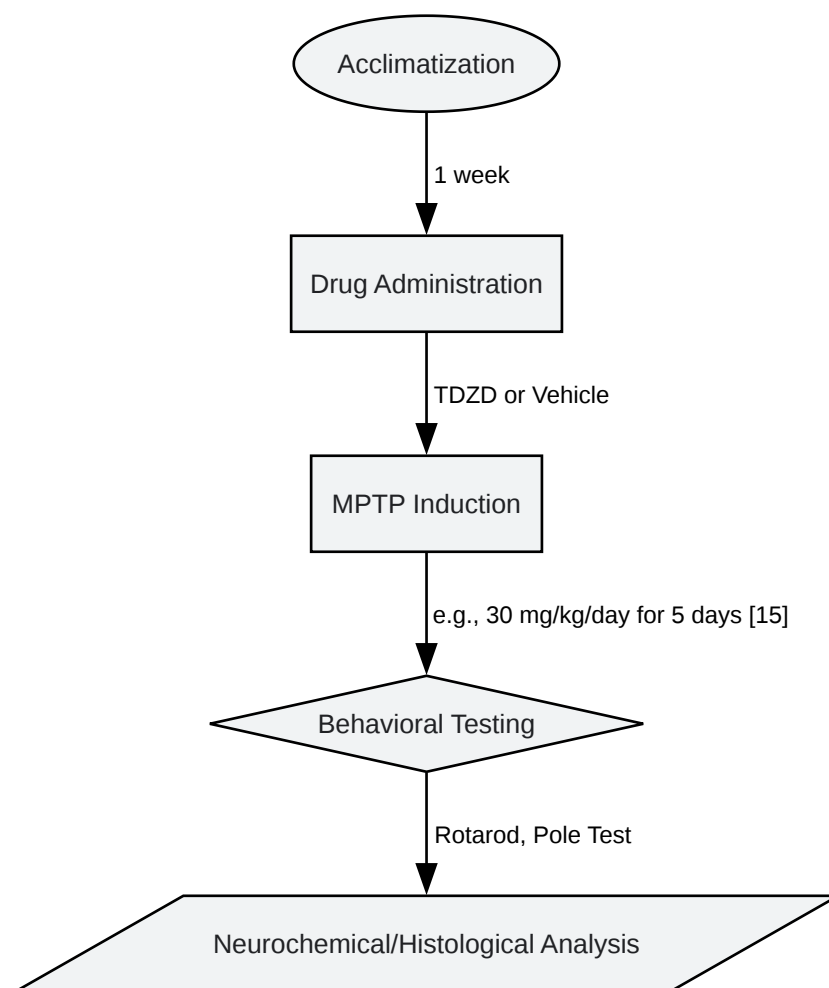 Acclimatization
1 week
Drug Administration
TDZD or Vehicle
MPTP Induction
e.g., 30 mg/kg/day for 5 days [15]
Behavioral Testing
Rotarod, Pole Test
Neurochemical/Histological Analysis